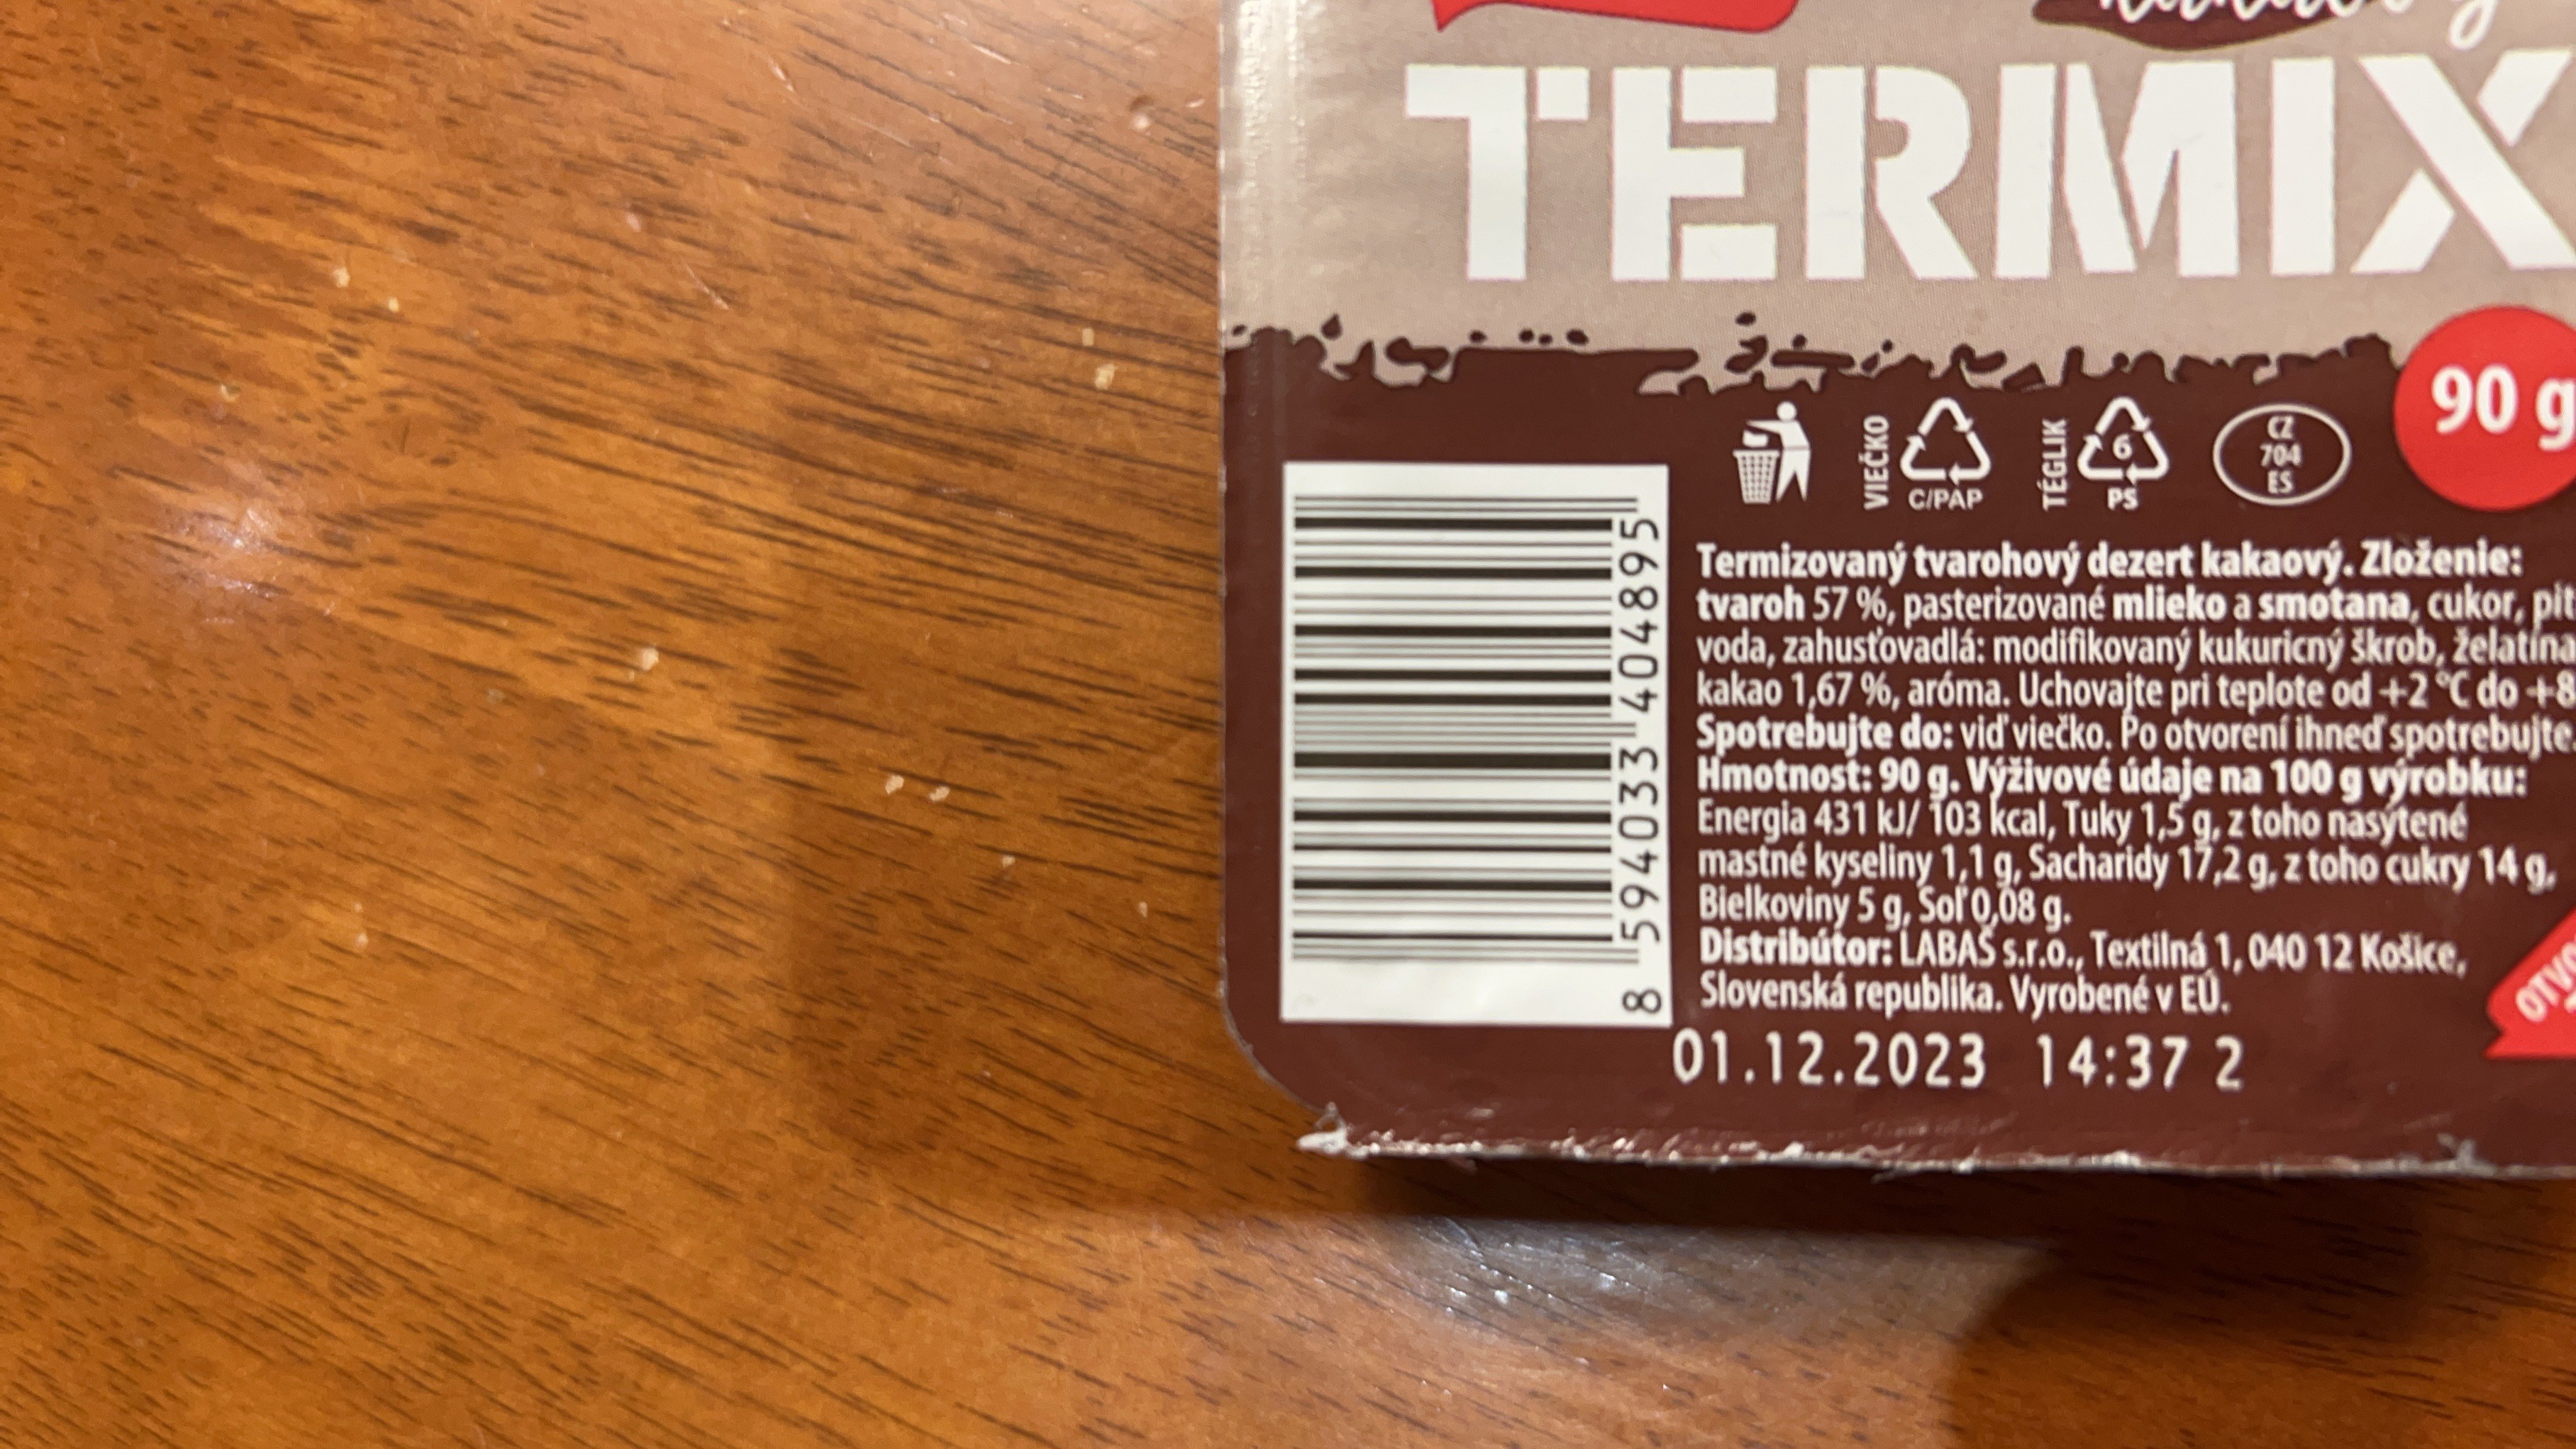 kakaový
TERMIX
90 g
VIEČKO
C/PAP
TÉGLIK
6
PS
CZ
704
ES
8 594033 404895
Termizovaný tvarohový dezert kakaový. Zloženie:
tvaroh 57 %, pasterizované mlieko a smotana, cukor, pit
voda, zahusťovadlá: modifikovaný kukuricný škrob, želatína
kakao 1,67 %, aróma. Uchovajte pri teplote od +2 °C do +8
Spotrebujte do: viď viečko. Po otvorení ihneď spotrebujte.
Hmotnosť: 90 g. Výživové údaje na 100 g výrobku:
Energia 431 kJ/ 103 kcal, Tuky 1,5 g, z toho nasýtené
mastné kyseliny 1,1 g, Sacharidy 17,2 g, z toho cukry 14 g,
Bielkoviny 5 g, Soľ 0,08 g.
Distribútor: LABAŠ s.r.o., Textilná 1, 040 12 Košice,
Slovenská republika. Vyrobené v EÚ.
OTVO
01.12.2023 14:37 2